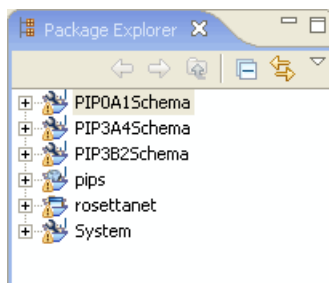 Package Explorer
PIP0A1Schema
PIP3A4Schema
PIP3B2Schema
pips
rosettanet
System